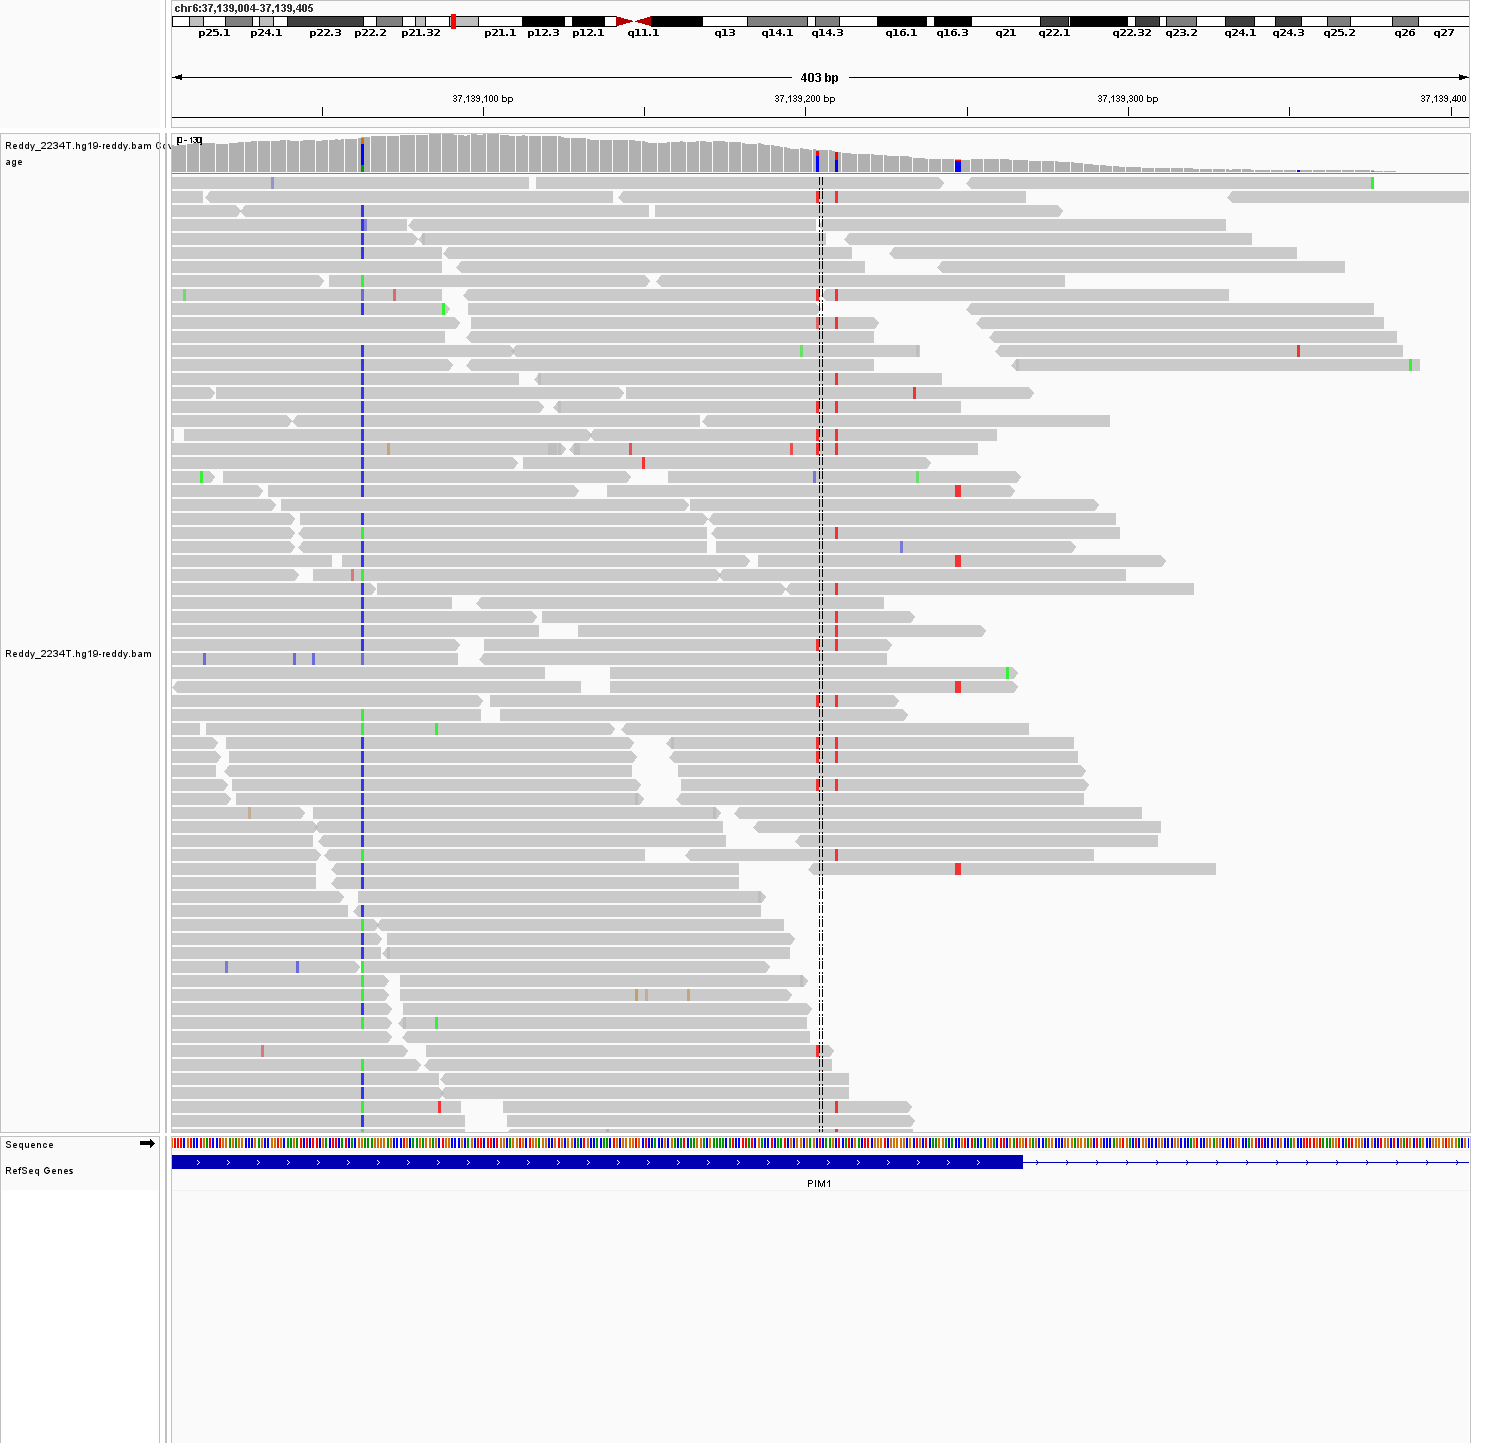 chr6:37,139,004-37,139,405
p25.1 p24.1 p22.3 p22.2 p21.32 p21.1 p12.3 p12.1 q11.1 q13 q14.1 q14.3 q16.1 q16.3 q21 q22.1 q22.32 q23.2 q24.1 q24.3 q25.2 q26 q27
403 bp
37,139,100 bp 37,139,200 bp 37,139,300 bp 37,139,400
Reddy_2234T.hg19-reddy.bam Cov
age
Reddy_2234T.hg19-reddy.bam
Sequence
RefSeq Genes
PIM1